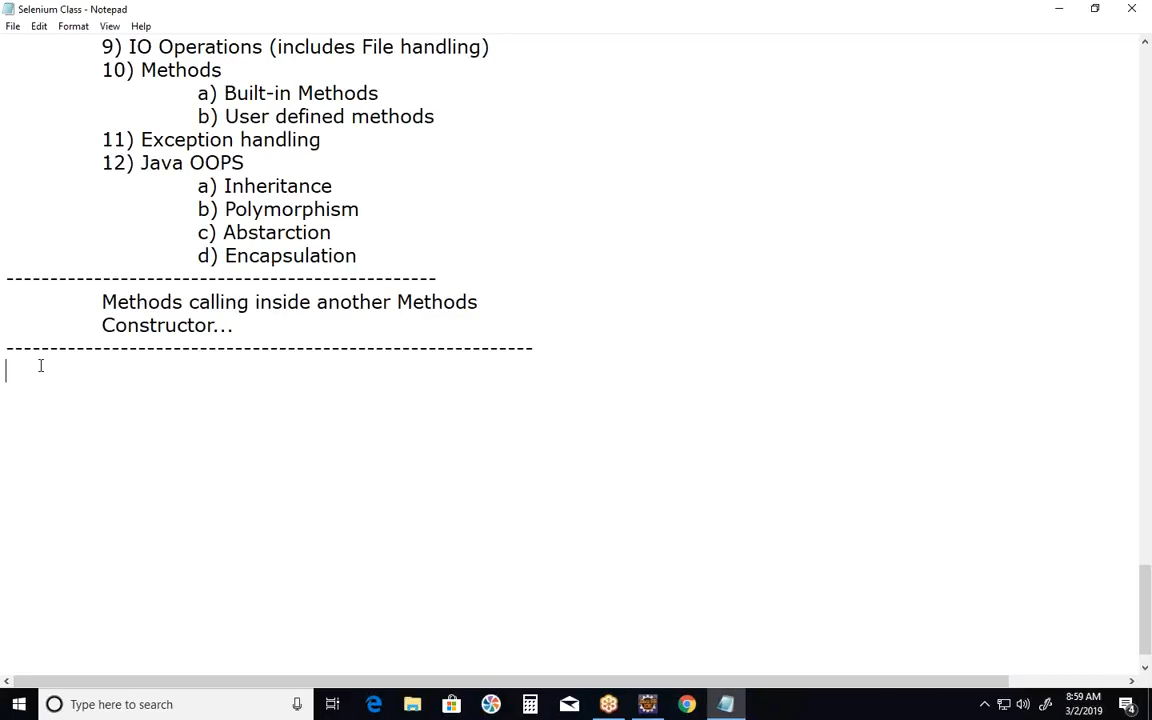 Selenium Class - Notepad
File Edit Format View Help
9) IO Operations (includes File handling)
10) Methods
a) Built-in Methods
b) User defined methods
11) Exception handling
12) Java OOPS
a) Inheritance
b) Polymorphism
c) Abstarction
d) Encapsulation
-------------------------------------------------
Methods calling inside another Methods
Constructor...
------------------------------------------------------------
Type here to search
8:59 AM
3/2/2019
4